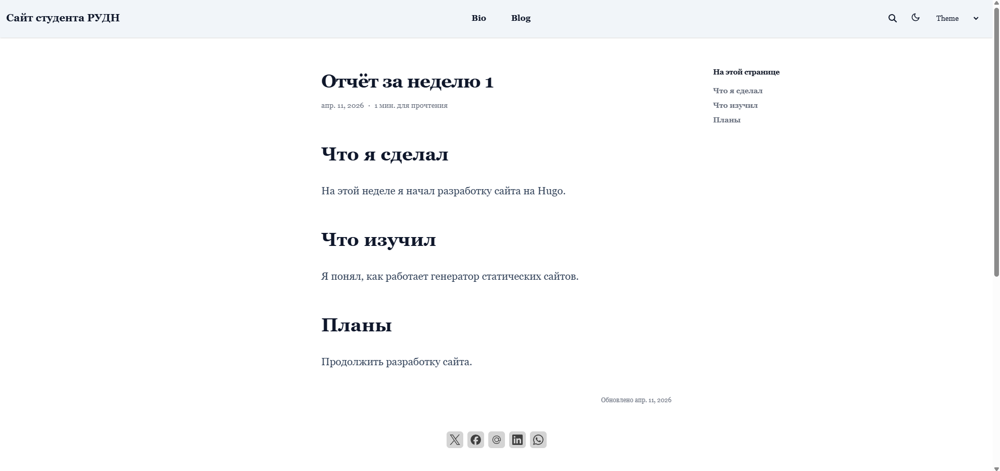 Сайт студента РУДН
Bio
Blog
Theme
Отчёт за неделю 1
апр. 11, 2026 · 1 мин. для прочтения
Что я сделал
На этой неделе я начал разработку сайта на Hugo.
Что изучил
Я понял, как работает генератор статических сайтов.
Планы
Продолжить разработку сайта.
Обновлено апр. 11, 2026
На этой странице
Что я сделал
Что изучил
Планы